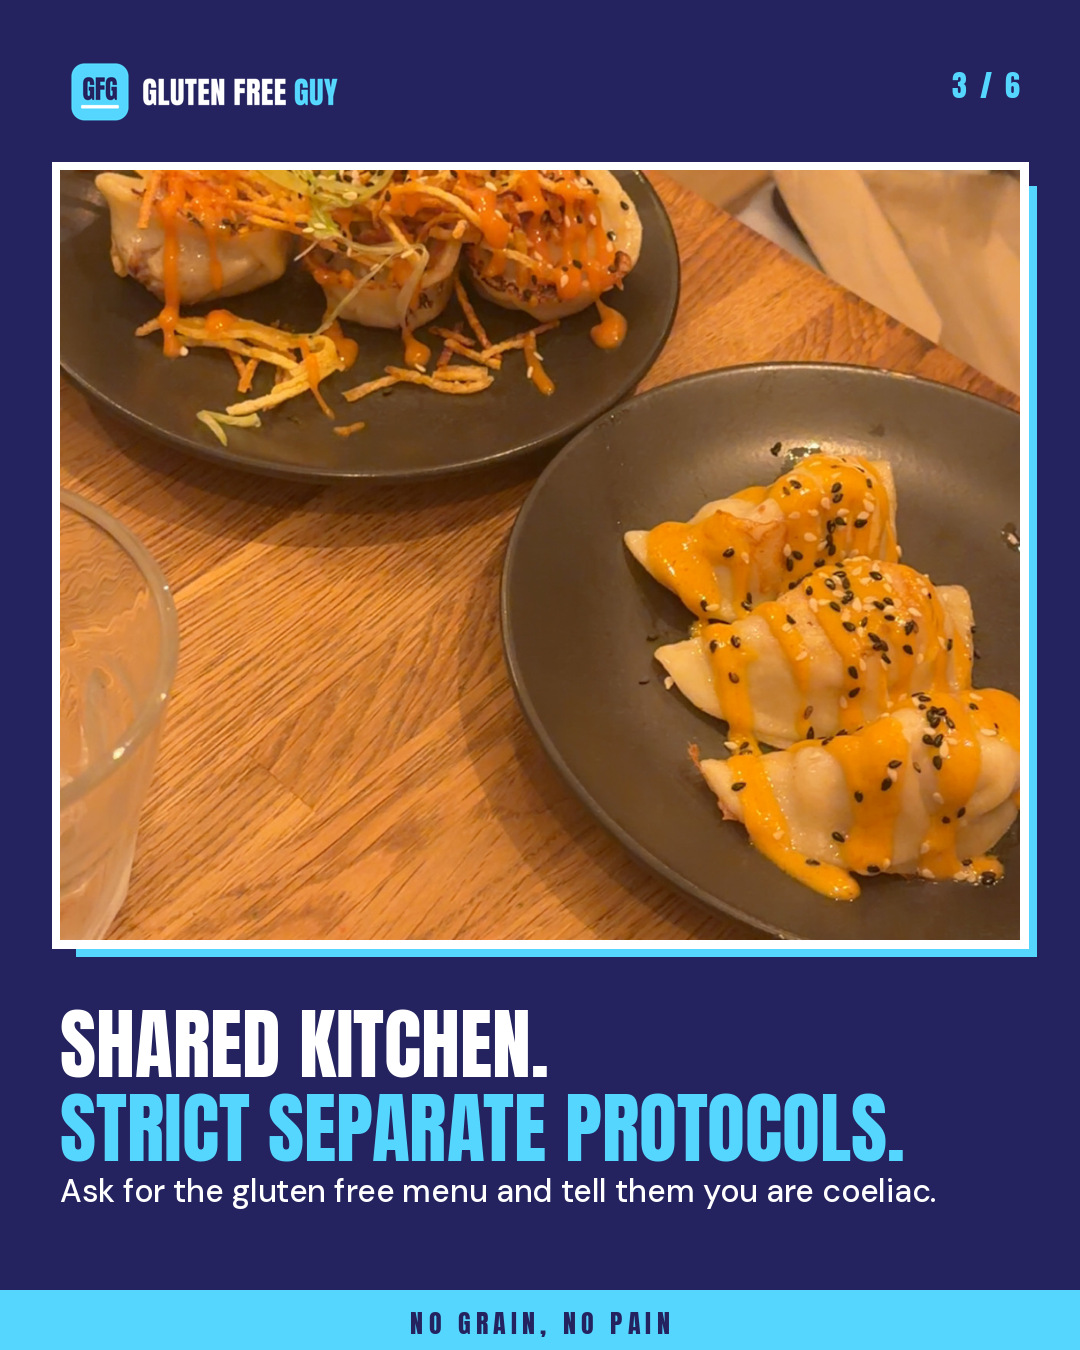 GFG
GLUTEN FREE GUY
3 / 6
SHARED KITCHEN.
STRICT SEPARATE PROTOCOLS.
Ask for the gluten free menu and tell them you are coeliac.
NO GRAIN, NO PAIN